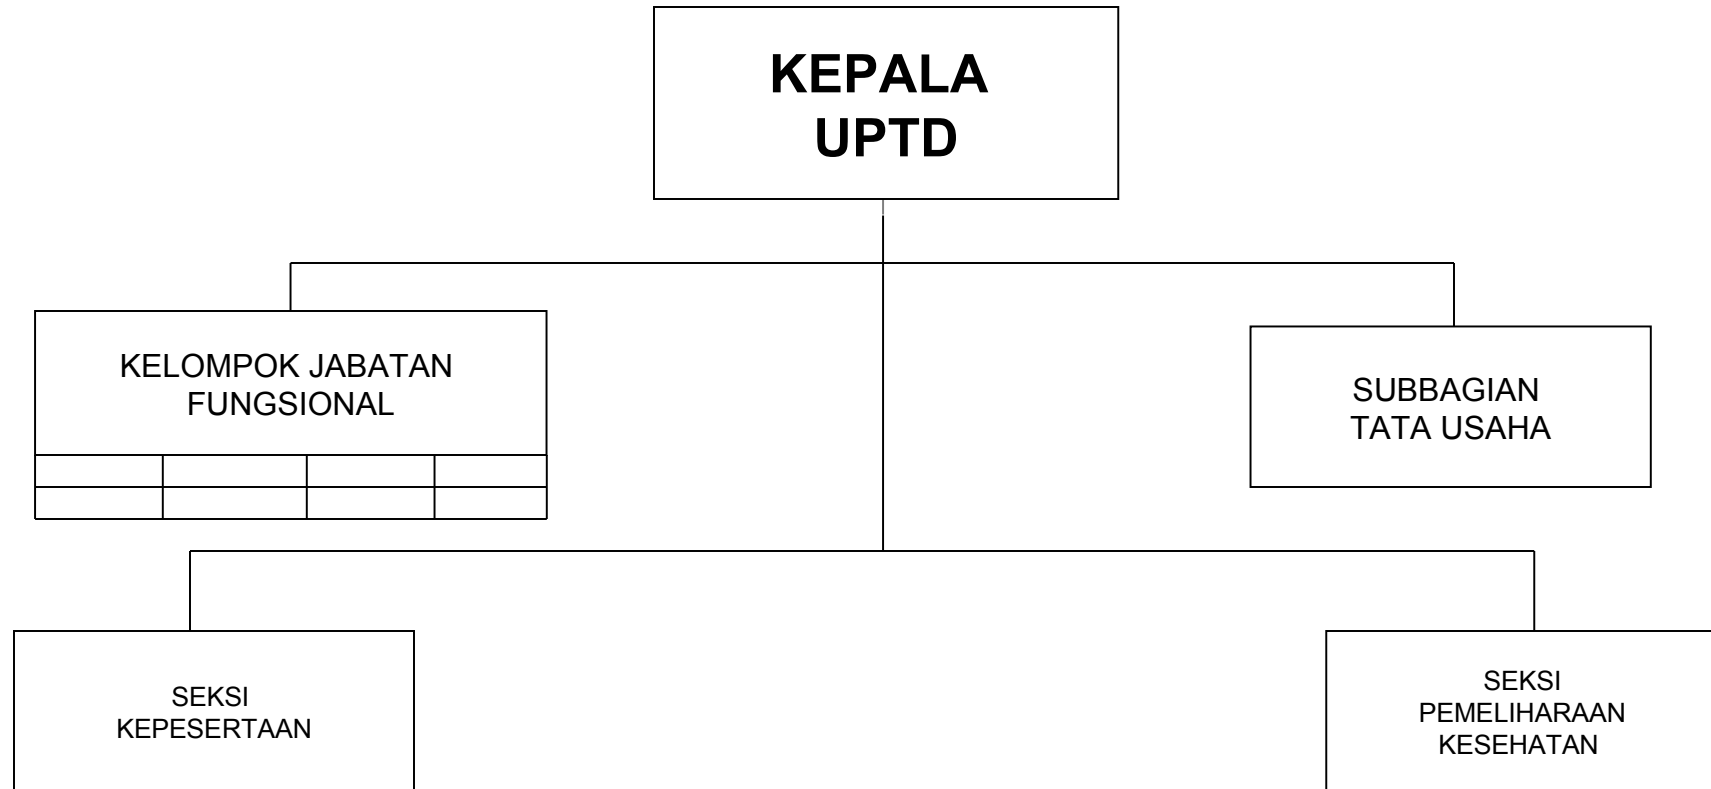 KEPALA
UPTD
KELOMPOK JABATAN
FUNGSIONAL
SUBBAGIAN
TATA USAHA
SEKSI
KEPESERTAAN
SEKSI
PEMELIHARAAN
KESEHATAN